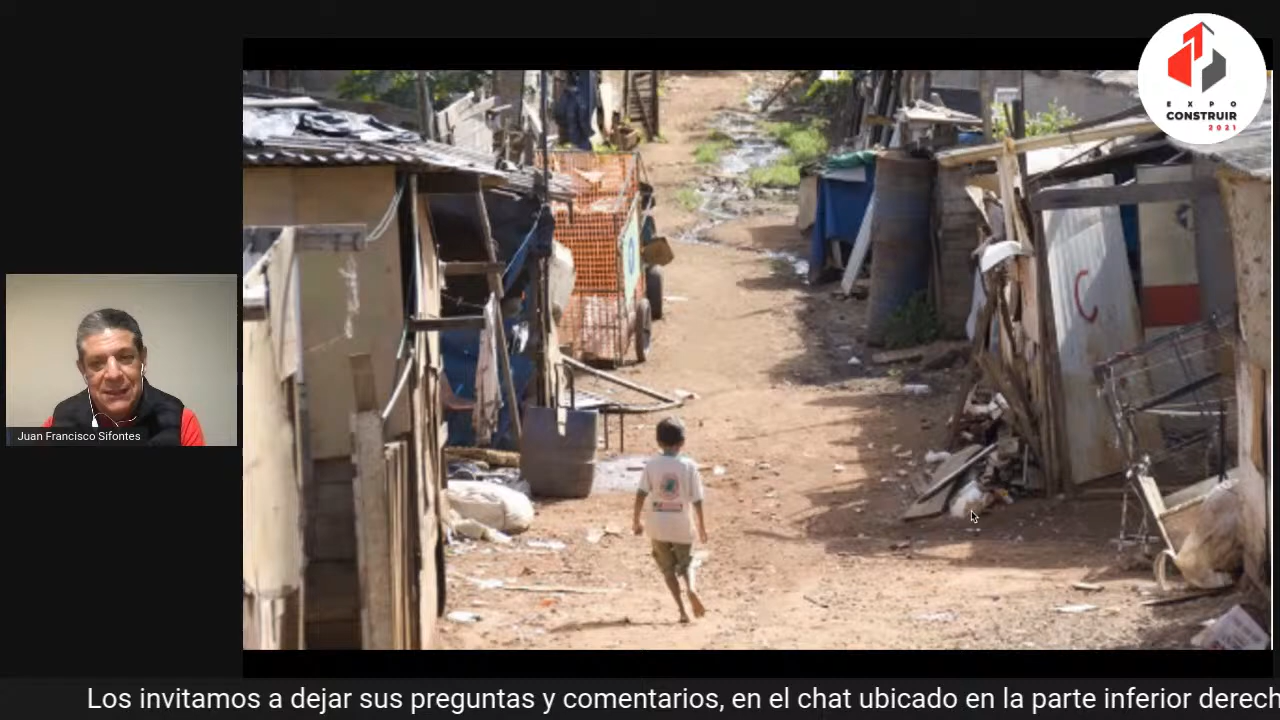 EXPO
CONSTRUIR
2021
C
Juan Francisco Sifontes
Los invitamos a dejar sus preguntas y comentarios, en el chat ubicado en la parte inferior derech